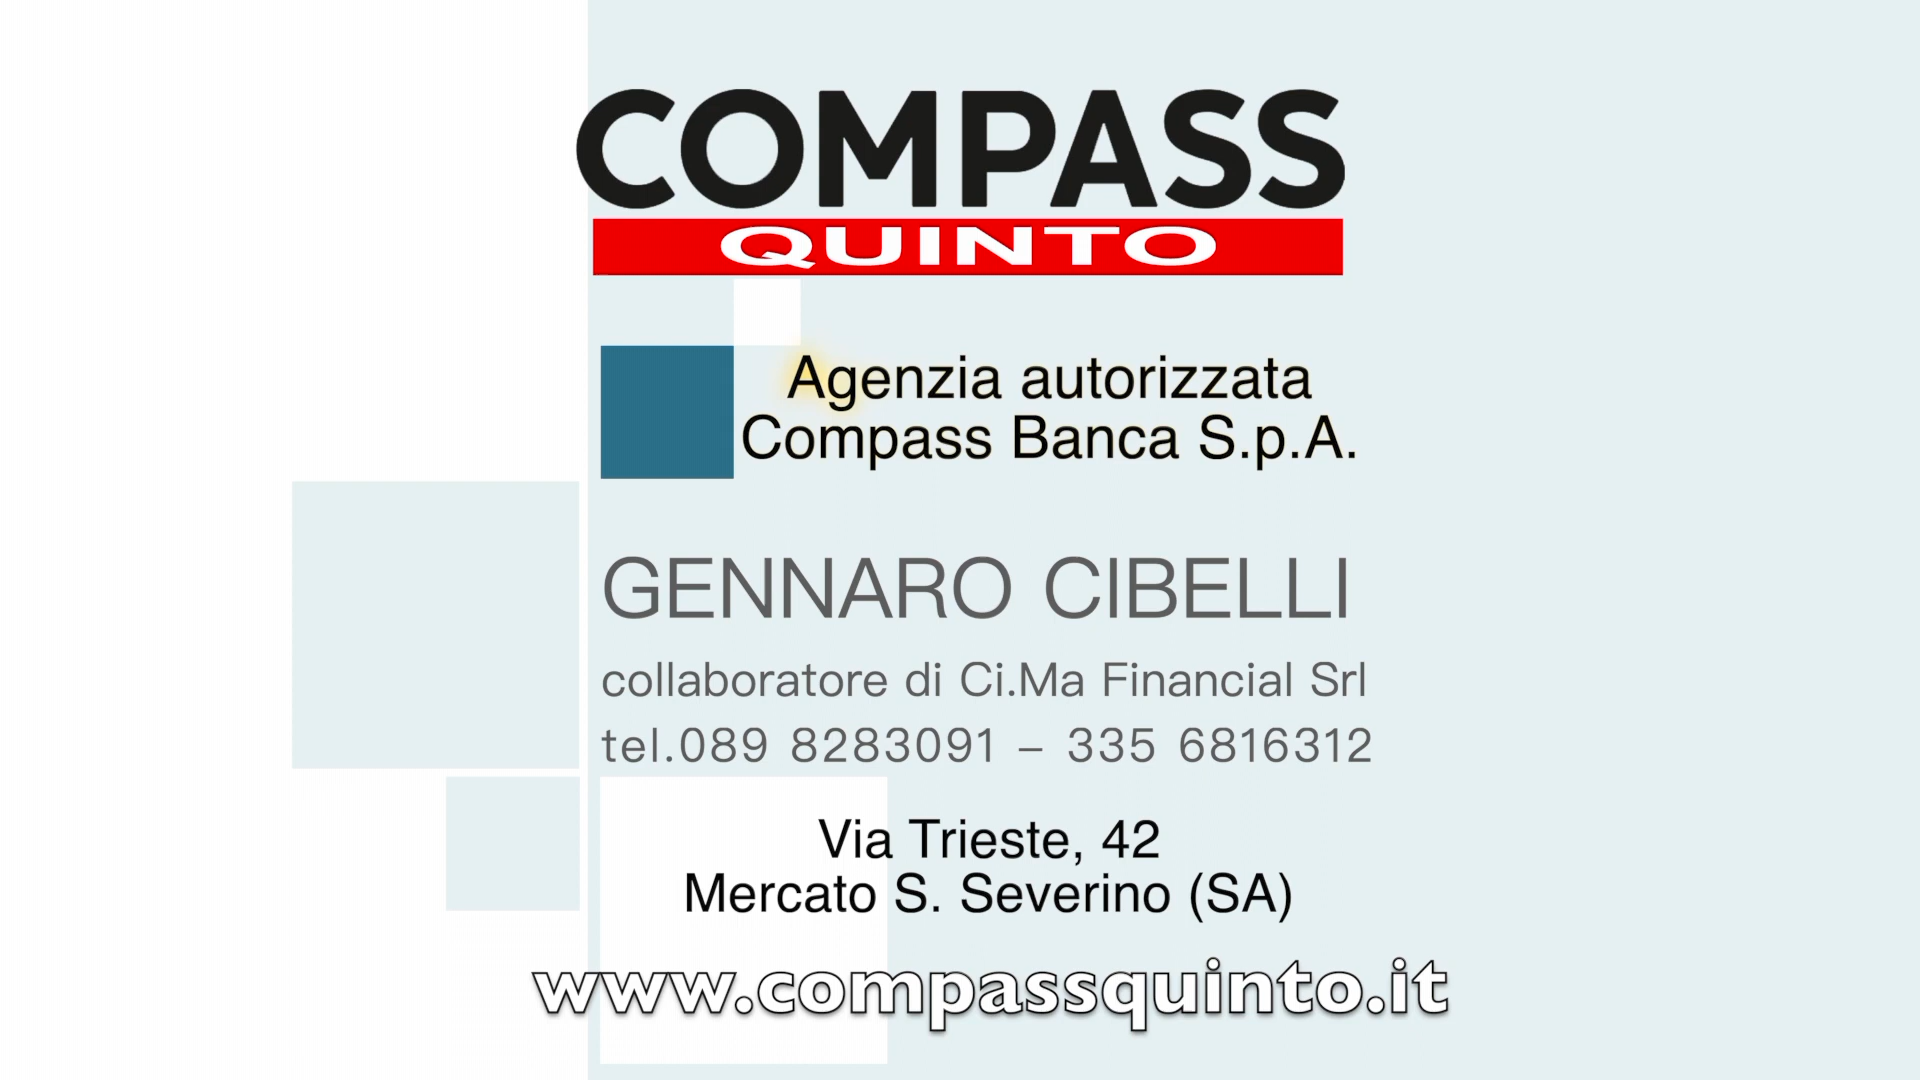 COMPASS
QUINTO
Agenzia autorizzata
Compass Banca S.p.A.
GENNARO CIBELLI
collaboratore di Ci.Ma Financial Srl
tel.089 8283091 – 335 6816312
Via Trieste, 42
Mercato S. Severino (SA)
www.compassquinto.it